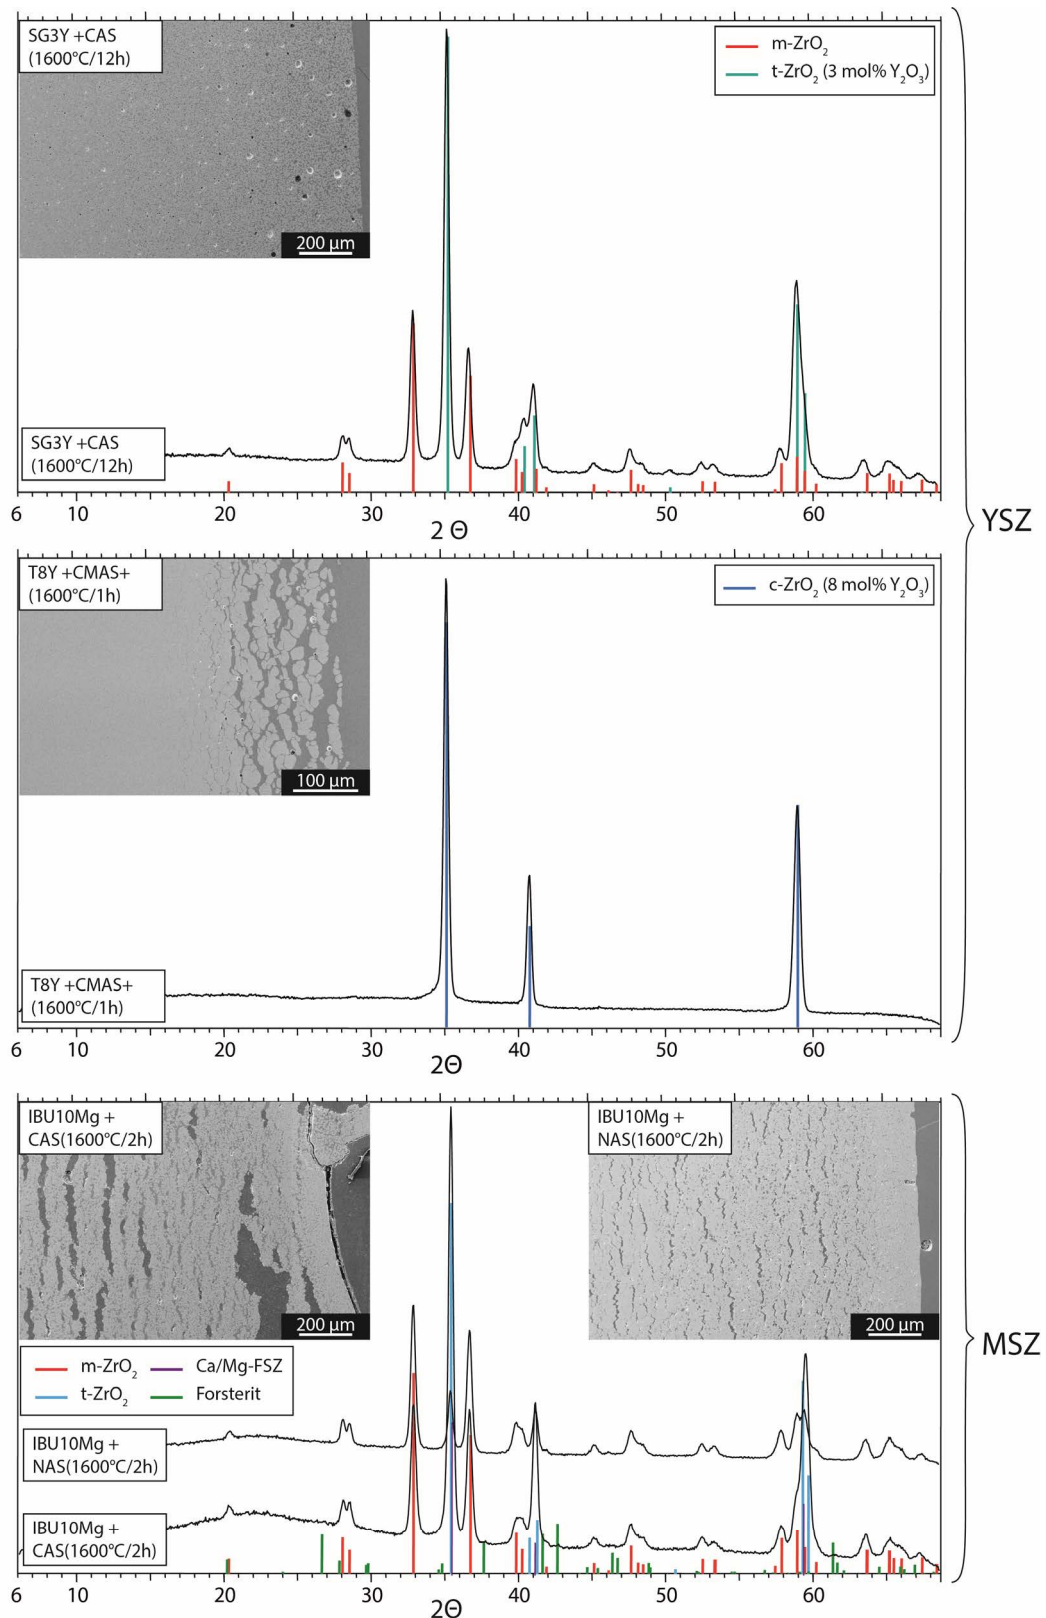 SG3Y +CAS
(1600°C/12h)
m-ZrO₂
t-ZrO₂ (3 mol% Y₂O₃)
200 µm
SG3Y +CAS
(1600°C/12h)
6 20 30 40 50 60
2 Θ
YSZ
T8Y +CMAS+
(1600°C/1h)
c-ZrO₂ (8 mol% Y₂O₃)
100 µm
T8Y +CMAS+
(1600°C/1h)
6 20 30 40 50 60
2Θ
IBU10Mg +
CAS(1600°C/2h)
IBU10Mg +
NAS(1600°C/2h)
200 µm
200 µm
MSZ
m-ZrO₂ Ca/Mg-FSZ
t-ZrO₂ Forsterit
IBU10Mg +
NAS(1600°C/2h)
IBU10Mg +
CAS(1600°C/2h)
6 20 30 40 50 60
2Θ